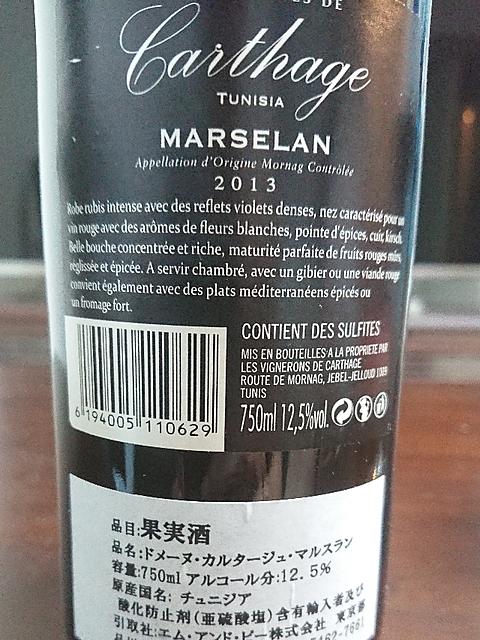 DE
Carthage
TUNISIA
MARSELAN
Appellation d'Origine Mornag Contrôlée
2013
Robe rubis intense avec des reflets violets denses, nez caractérisé pour un
vin rouge avec des arômes de fleurs blanches, pointe d'épices, cuir, kirsch.
Belle bouche concentrée et riche, maturité parfaite de fruits rouges mûrs,
réglissée et épicée. A servir chambré, avec un gibier ou une viande rouge
convient également avec des plats méditerranéens épicés ou
un fromage fort.
CONTIENT DES SULFITES
MIS EN BOUTEILLES A LA PROPRIETE PAR
LES VIGNERONS DE CARTHAGE
ROUTE DE MORNAG, JEBEL-JELLOUD 1009
TUNIS
750ml 12,5%vol.
6 194005 110629
品目:果実酒
品名:ドメーヌ・カルタージュ・マルスラン
容量:750ml アルコール分:12.5%
原産国名: チュニジア
酸化防止剤(亜硫酸塩)含有輸入者及び
引取社:エム・アンド・ピー株式会社 東京都